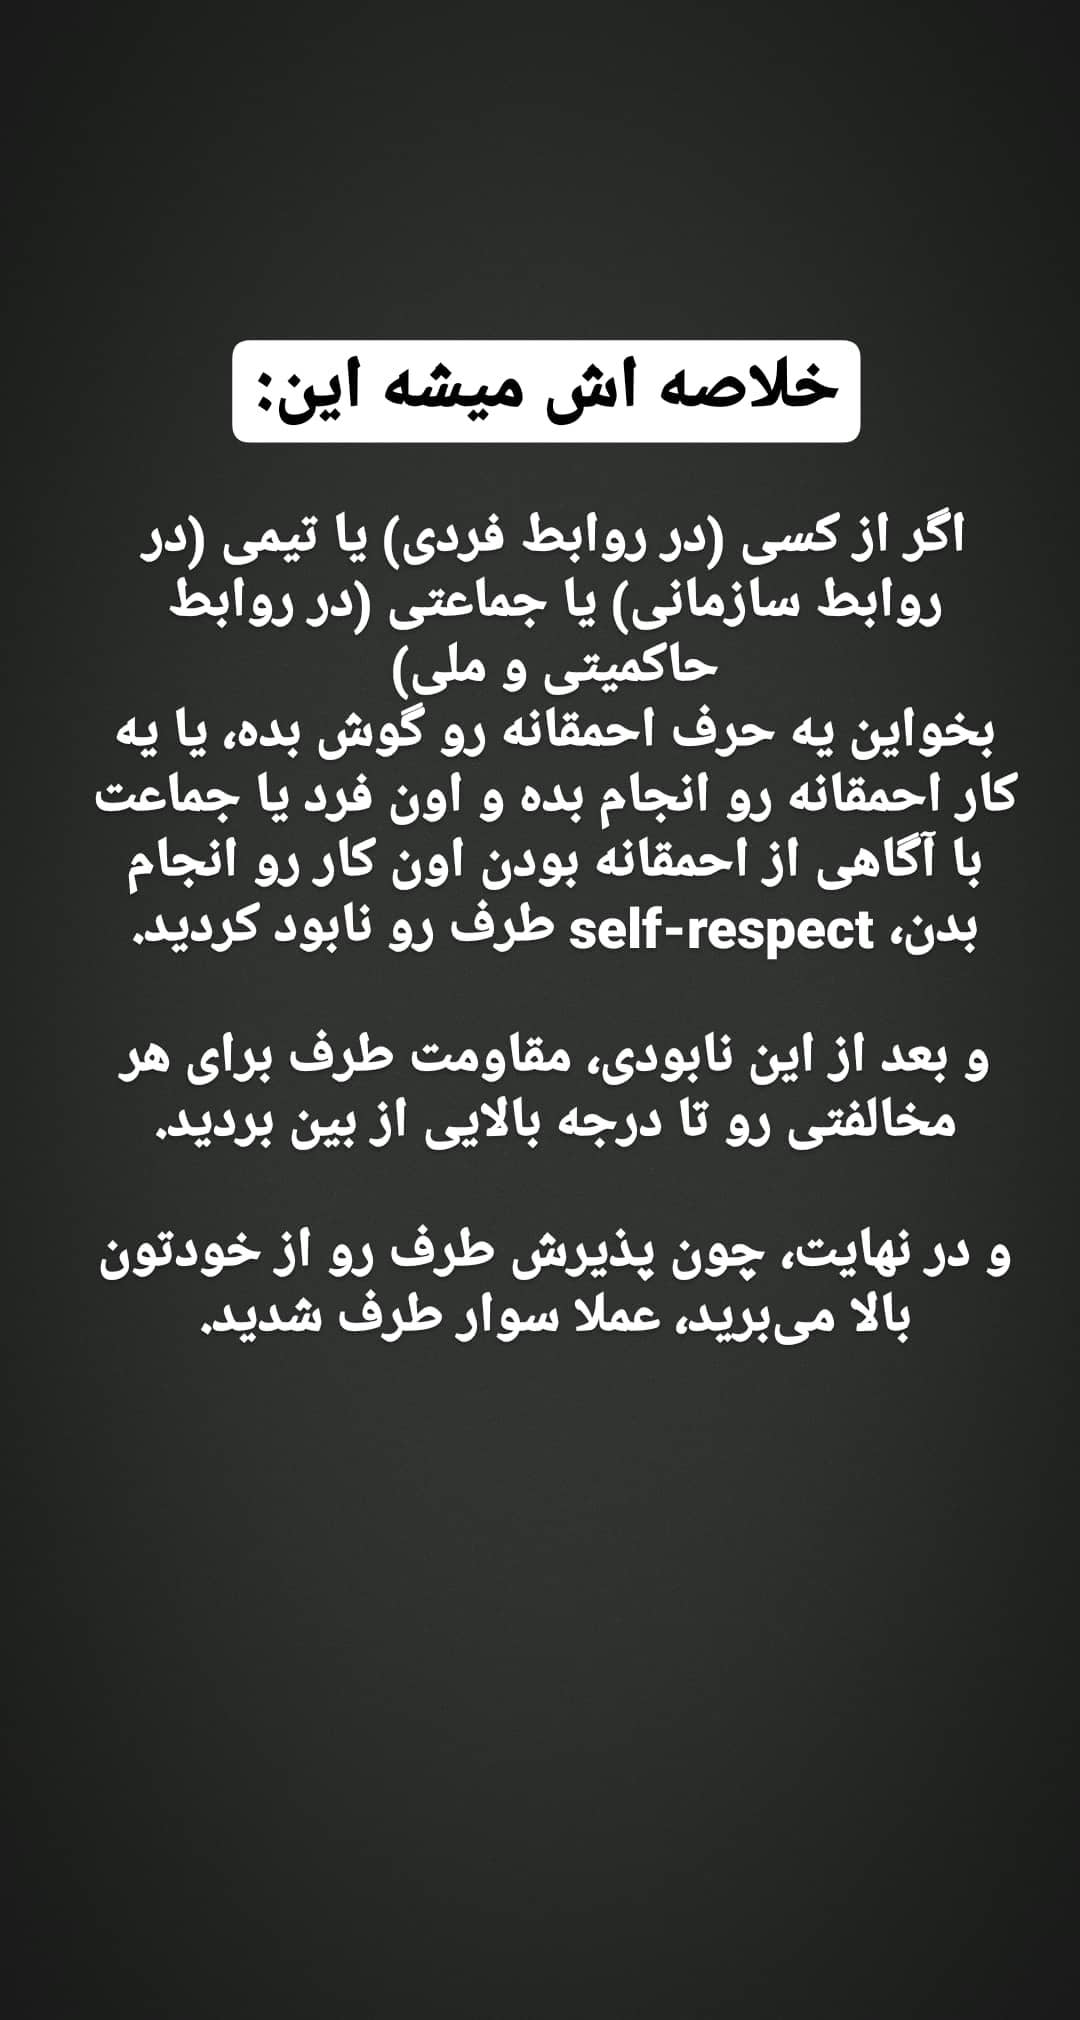 خلاصه اش میشه این:
اگر از کسی (در روابط فردی) یا تیمی (در
روابط سازمانی) یا جماعتی (در روابط
حاکمیتی و ملی)
بخواین یه حرف احمقانه رو گوش بده، یا یه
کار احمقانه رو انجام بده و اون فرد یا جماعت
با آگاهی از احمقانه بودن اون کار رو انجام
بدن، self-respect طرف رو نابود کردید.
و بعد از این نابودی، مقاومت طرف برای هر
مخالفتی رو تا درجه بالایی از بین بردید.
و در نهایت، چون پذیرش طرف رو از خودتون
بالا می‌برید، عملا سوار طرف شدید.